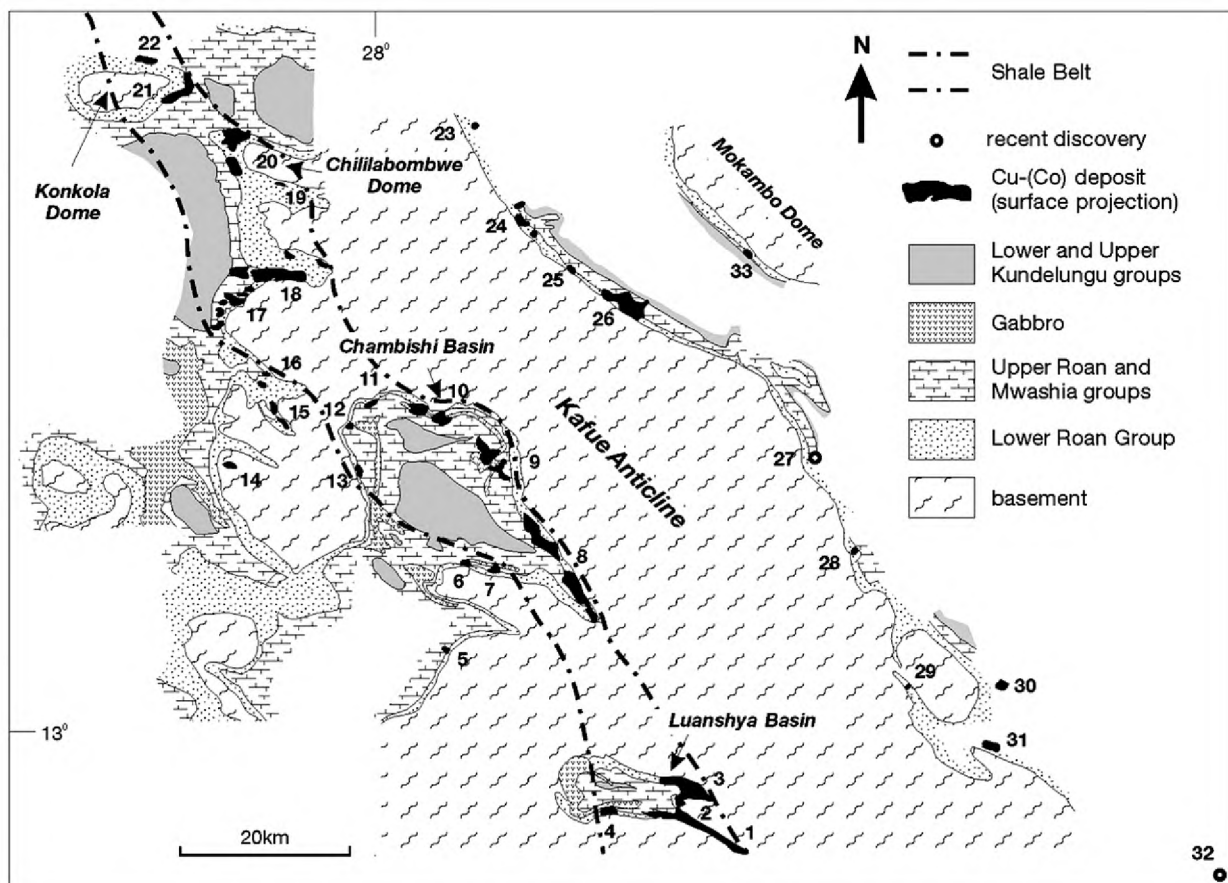 22
28⁰
N
Shale Belt
21
recent discovery
23
20
Chililabombwe
Dome
Mokambo Dome
Konkola
Dome
19
Cu-(Co) deposit
(surface projection)
24
33
Lower and Upper
Kundelungu groups
25
18
26
17
Gabbro
Chambishi Basin
16
11
10
Upper Roan and
Mwashia groups
15
12
Kafue Anticline
Lower Roan Group
27
9
14
13
basement
8
28
6
7
5
29
30
Luanshya Basin
13⁰
31
3
2
20km
4
1
32